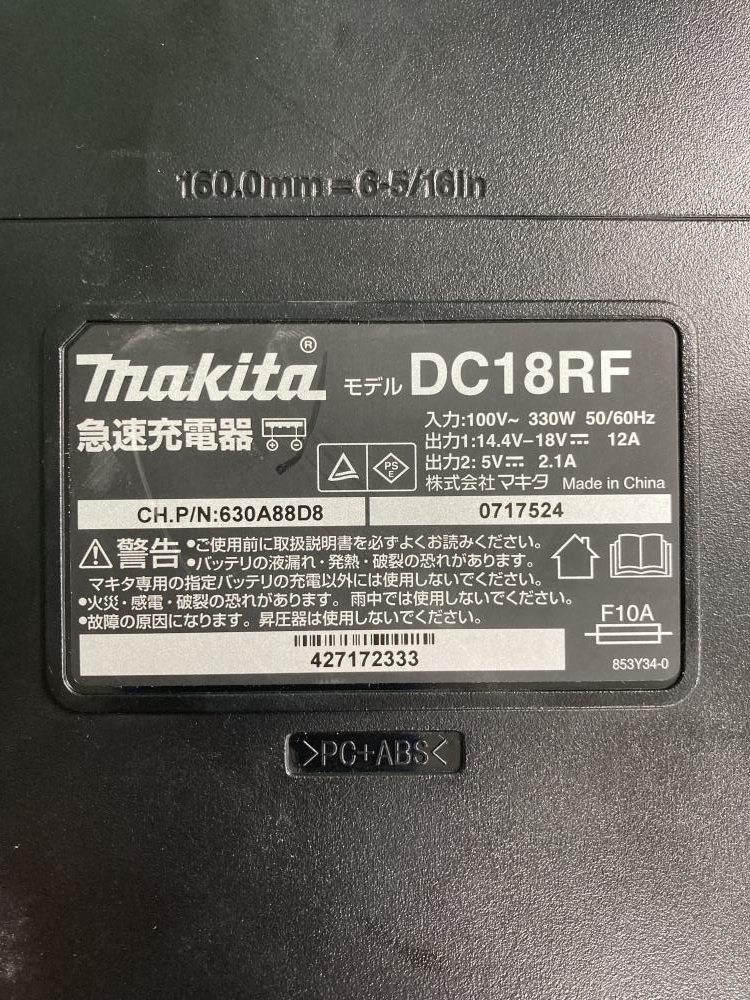 160.0mm=6-5/16in
makita® モデル DC18RF
急速充電器
入力:100V~ 330W 50/60Hz
出力1:14.4V-18V⎓ 12A
出力2: 5V⎓ 2.1A
株式会社マキタ Made in China
PS
E
CH.P/N:630A88D8 0717524
⚠警告 •ご使用前に取扱説明書を必ずよくお読みください。
•バッテリの液漏れ・発熱・破裂の恐れがあります。
マキタ専用の指定バッテリの充電以外には使用しないでください。
•火災・感電・破裂の恐れがあります。雨中では使用しないでください。
•故障の原因になります。昇圧器は使用しないでください。
F10A
427172333
853Y34-0
>PC+ABS<